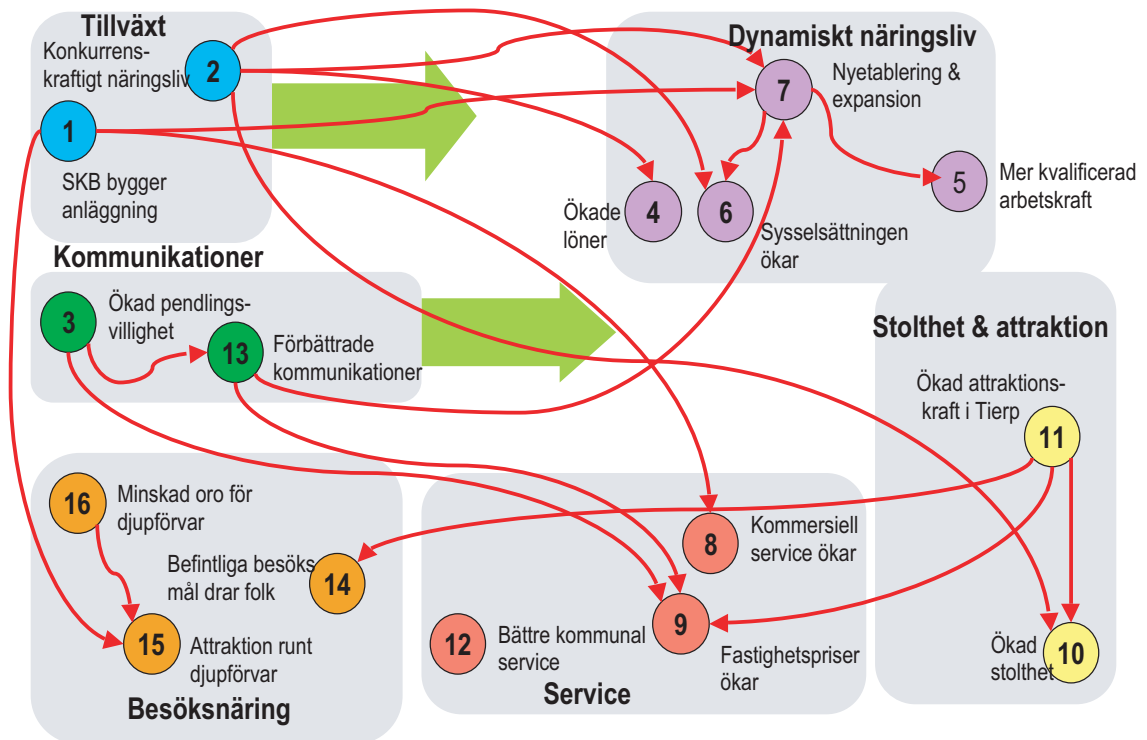 Tillväxt
Konkurrens-
kraftigt näringsliv
2
1
SKB bygger
anläggning
Dynamiskt näringsliv
7
Nyetablering &
expansion
5
Mer kvalificerad
arbetskraft
4
Ökade
löner
6
Sysselsättningen
ökar
Kommunikationer
3
Ökad pendlings-
villighet
13
Förbättrade
kommunikationer
Stolthet & attraktion
Ökad attraktions-
kraft i Tierp
11
Ökad
stolthet
10
16
Minskad oro för
djupförvar
Befintliga besöks
mål drar folk
14
15
Attraktion runt
djupförvar
Besöksnäring
8
Kommersiell
service ökar
9
Fastighetspriser
ökar
12
Bättre kommunal
service
Service